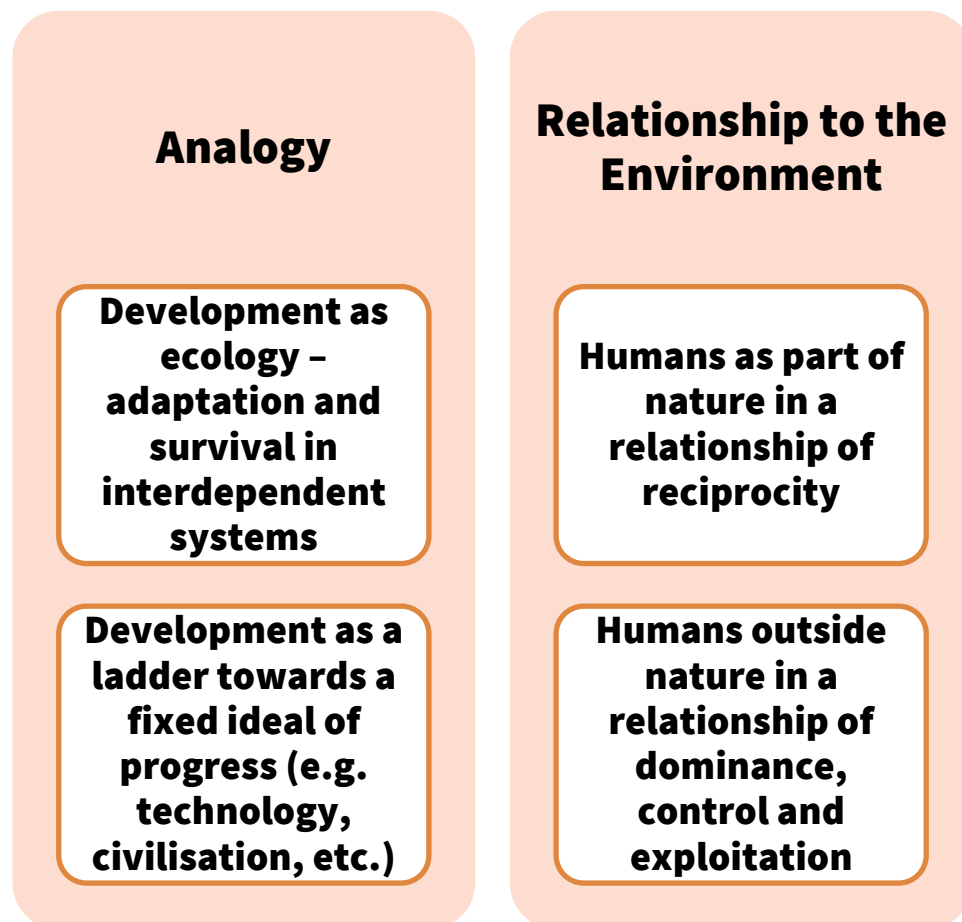 Analogy
Development as
ecology –
adaptation and
survival in
interdependent
systems
Development as a
ladder towards a
fixed ideal of
progress (e.g.
technology,
civilisation, etc.)
Relationship to the
Environment
Humans as part of
nature in a
relationship of
reciprocity
Humans outside
nature in a
relationship of
dominance,
control and
exploitation